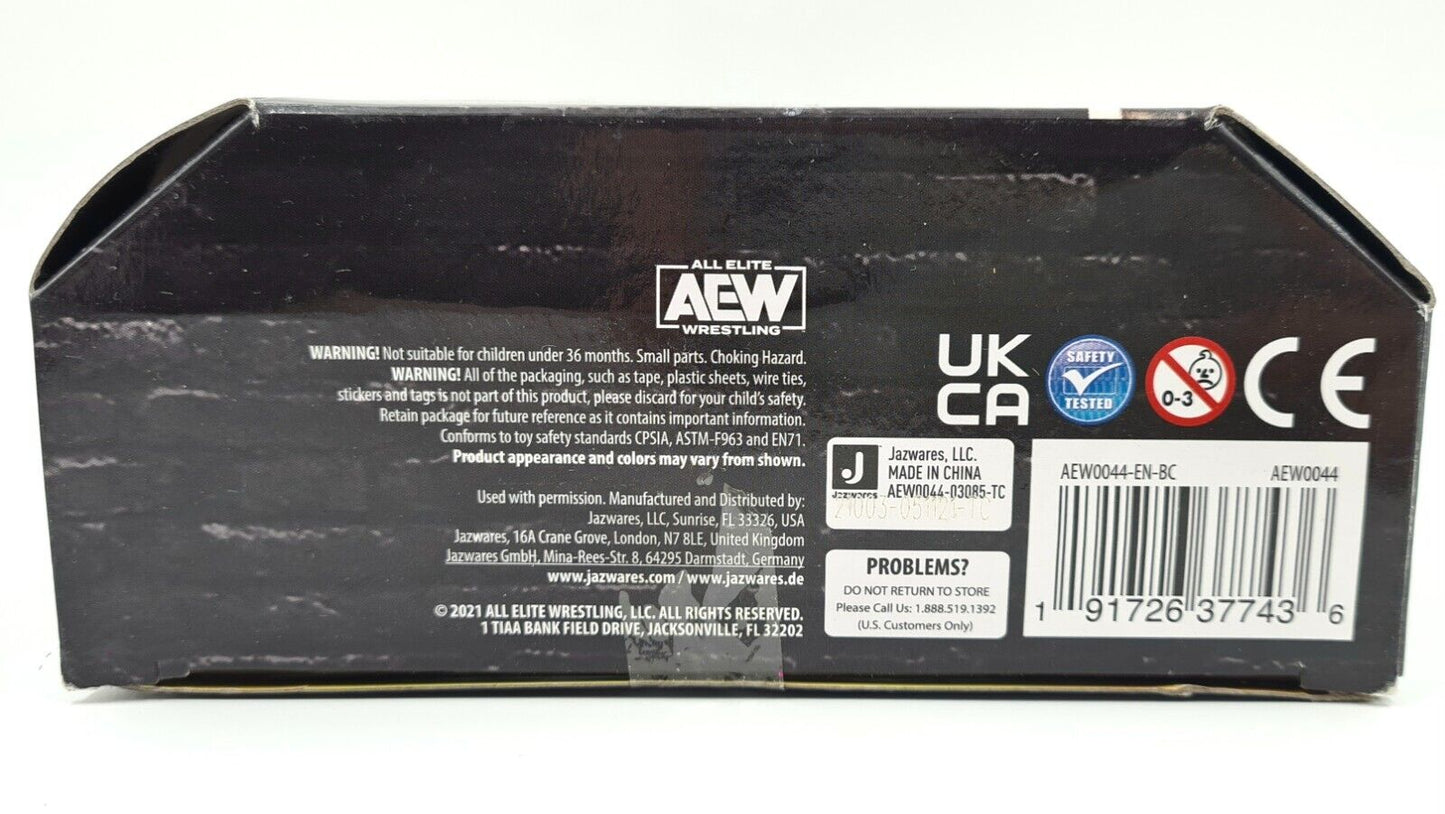 ALL ELITE
AEW
WRESTLING
WARNING! Not suitable for children under 36 months. Small parts. Choking Hazard.
WARNING! All of the packaging, such as tape, plastic sheets, wire ties,
stickers and tags is not part of this product, please discard for your child's safety.
Retain package for future reference as it contains important information.
Conforms to toy safety standards CPSIA, ASTM-F963 and EN71.
Product appearance and colors may vary from shown.
Used with permission. Manufactured and Distributed by:
Jazwares, LLC, Sunrise, FL 33326, USA
Jazwares, 16A Crane Grove, London, N7 8LE, United Kingdom
Jazwares GmbH, Mina-Rees-Str. 8, 64295 Darmstadt, Germany
www.jazwares.com / www.jazwares.de
© 2021 ALL ELITE WRESTLING, LLC. ALL RIGHTS RESERVED.
1 TIAA BANK FIELD DRIVE, JACKSONVILLE, FL 32202
UK
CA
SAFETY
TESTED
0-3
CE
J
Jazwares
Jazwares, LLC.
MADE IN CHINA
AEW0044-03085-TC
PROBLEMS?
DO NOT RETURN TO STORE
Please Call Us: 1.888.519.1392
(U.S. Customers Only)
AEW0044-EN-BC AEW0044
1 91726 37743 6